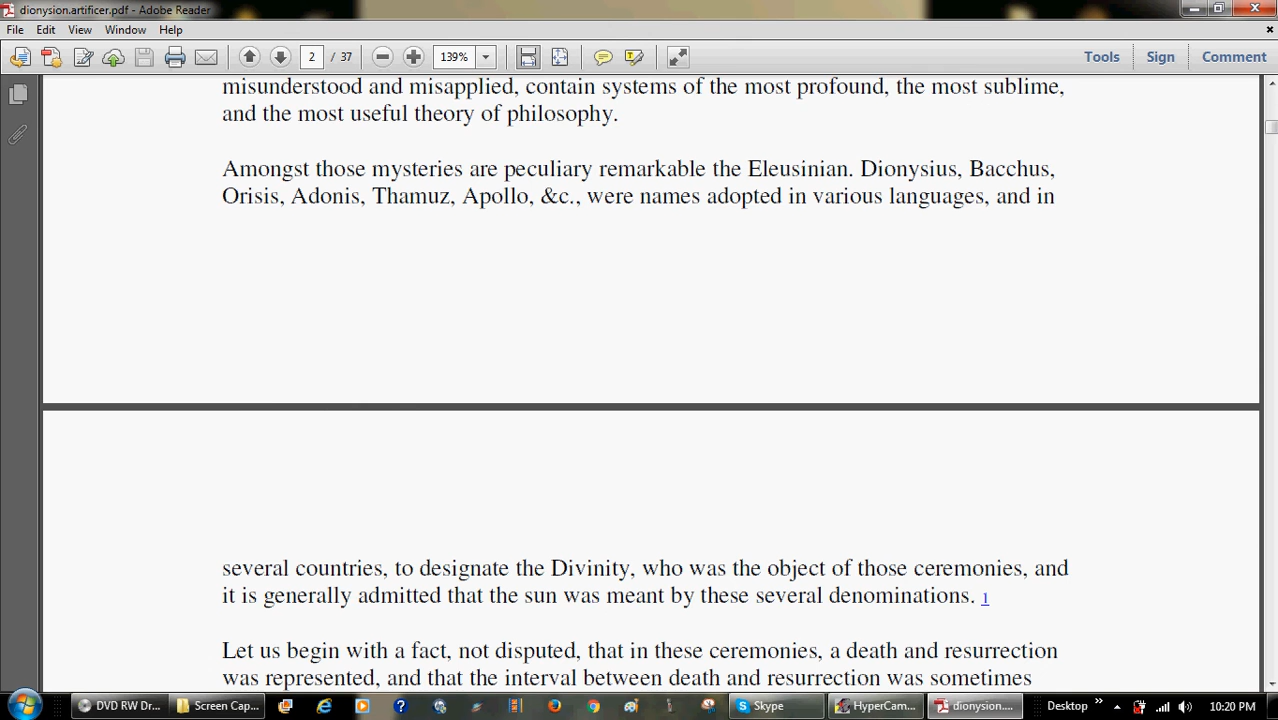 dionysion.artificer.pdf - Adobe Reader
File Edit View Window Help
2 / 37 139% Tools Sign Comment
misunderstood and misapplied, contain systems of the most profound, the most sublime,
and the most useful theory of philosophy.
Amongst those mysteries are peculiary remarkable the Eleusinian. Dionysius, Bacchus,
Orisis, Adonis, Thamuz, Apollo, &c., were names adopted in various languages, and in
several countries, to designate the Divinity, who was the object of those ceremonies, and
it is generally admitted that the sun was meant by these several denominations. 1
Let us begin with a fact, not disputed, that in these ceremonies, a death and resurrection
was represented, and that the interval between death and resurrection was sometimes
DVD RW Dr... Screen Cap... Skype HyperCam... dionysion.... Desktop 10:20 PM